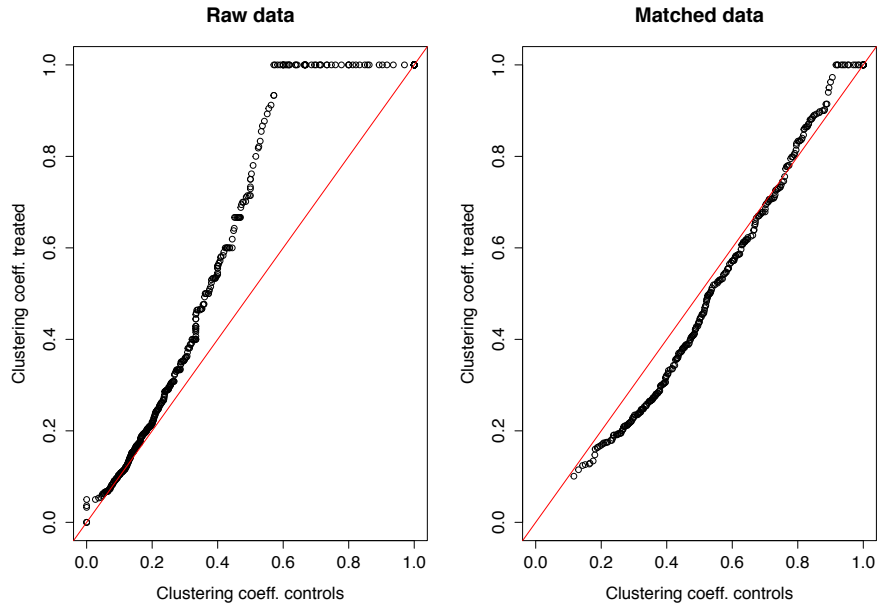 Raw data
Clustering coeff. treated
1.0
0.8
0.6
0.4
0.2
0.0
0.0 0.2 0.4 0.6 0.8 1.0
Clustering coeff. controls
Matched data
Clustering coeff. treated
1.0
0.8
0.6
0.4
0.2
0.0
0.0 0.2 0.4 0.6 0.8 1.0
Clustering coeff. controls